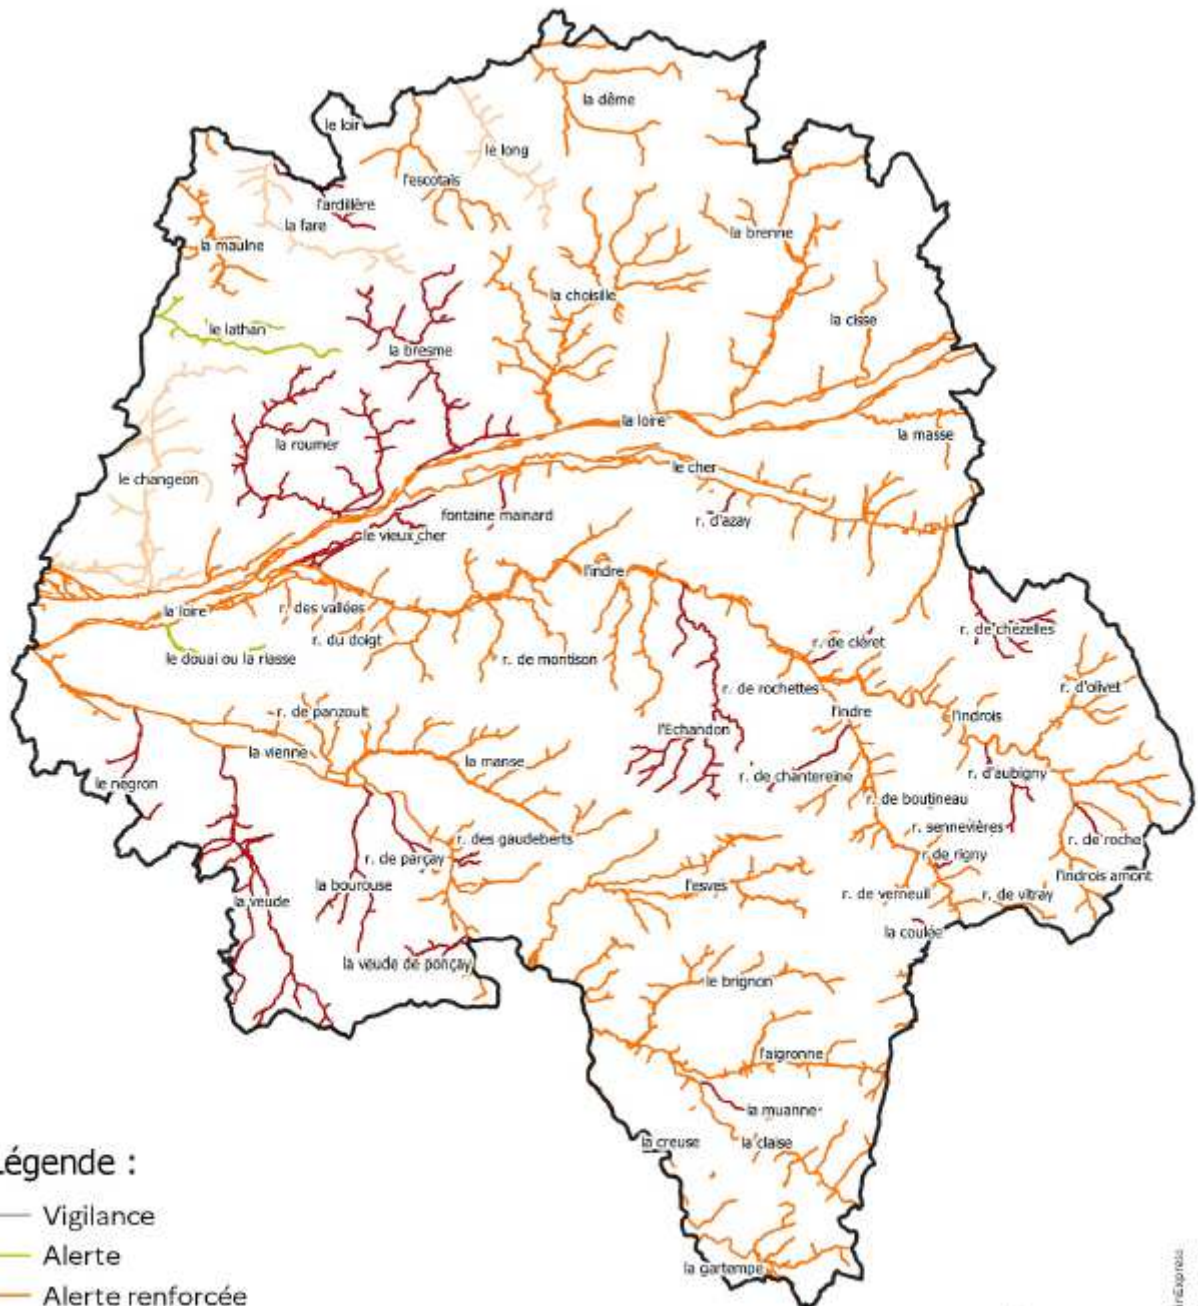 la dême
le loir
le long
l'escotais
l'ardillère
la fare
la maulne
la brenne
la choisille
la cisse
le lathan
la bresme
la loire
la masse
la roumer
le cher
le changeon
fontaine mainard
r. d'azay
le vieux cher
l'indre
la loire
r. des vallées
r. du doigt
r. de montison
le douai ou la riasse
r. de cléret
r. de chézelles
r. de rochettes
r. d'olivet
l'indre
l'indrois
r. de panzoult
l'Echandon
la vienne
la manse
r. de chantereine
r. d'aubigny
le négron
r. de boutineau
r. sennevières
r. des gaudeberts
r. de roche
r. de parçay
r. de rigny
la bourouse
l'esves
r. de verneuil
r. de vitray
l'indrois amont
la veude
la coulée
la veude de ponçay
le brignon
l'aigronne
la muanne
la creuse
la claise
la gartempe
Légende :
Vigilance
Alerte
Alerte renforcée